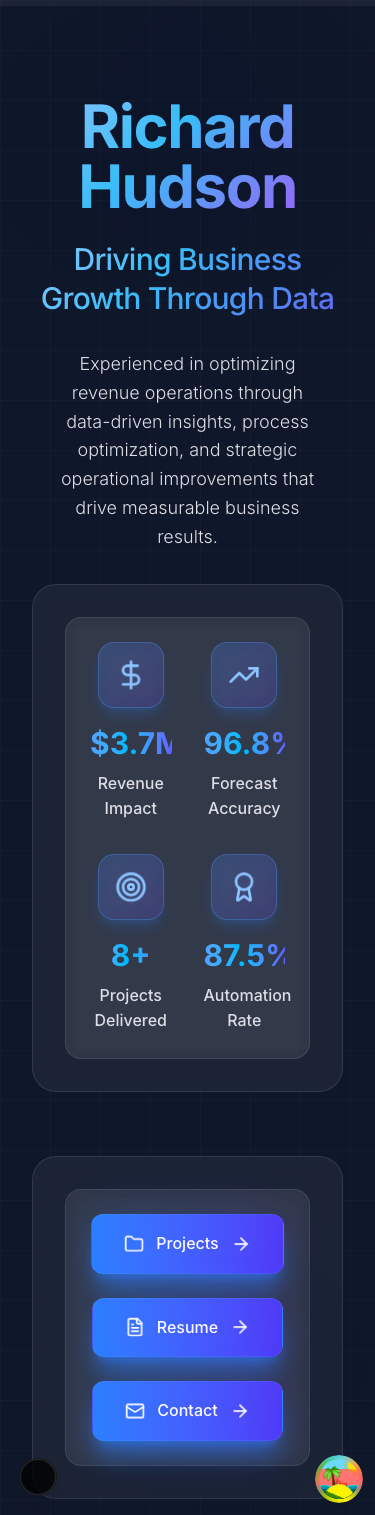 Richard
Hudson
Driving Business
Growth Through Data
Experienced in optimizing
revenue operations through
data-driven insights, process
optimization, and strategic
operational improvements that
drive measurable business
results.
$3.7M
96.8%
Revenue
Impact
Forecast
Accuracy
8+
87.5%
Projects
Delivered
Automation
Rate
Projects
Resume
Contact